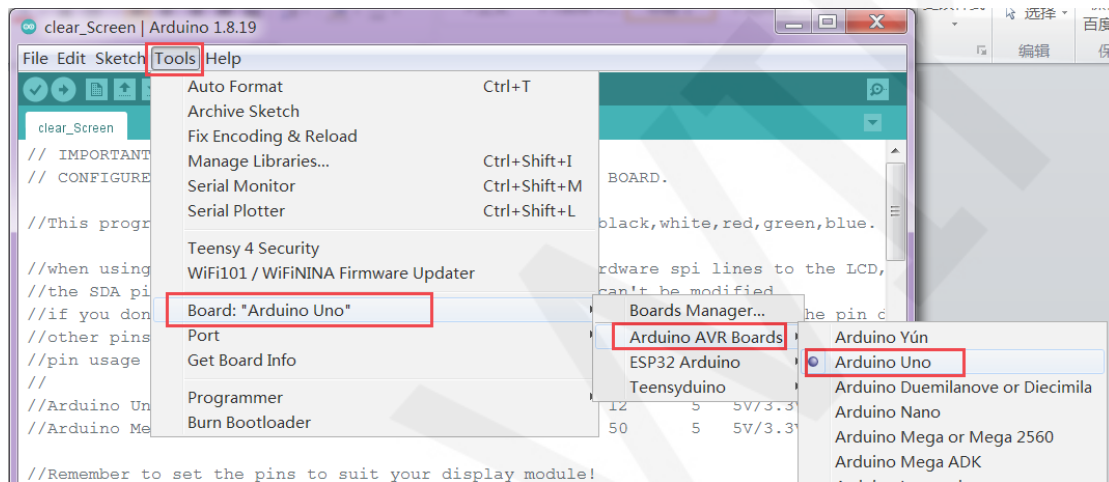 clear_Screen | Arduino 1.8.19
选择
百度
编辑
File Edit Sketch Tools Help
Auto Format Ctrl+T
Archive Sketch
Fix Encoding & Reload
Manage Libraries... Ctrl+Shift+I
Serial Monitor Ctrl+Shift+M
Serial Plotter Ctrl+Shift+L
Teensy 4 Security
WiFi101 / WiFiNINA Firmware Updater
Board: "Arduino Uno"
Port
Get Board Info
Programmer
Burn Bootloader
Boards Manager...
Arduino AVR Boards
ESP32 Arduino
Teensyduino
Arduino Yún
Arduino Uno
Arduino Duemilanove or Diecimila
Arduino Nano
Arduino Mega or Mega 2560
Arduino Mega ADK
clear_Screen
// IMPORTANT
// CONFIGURE BOARD.
//This progr black,white,red,green,blue.
//when using rdware spi lines to the LCD,
//the SDA pi can't be modified
//if you don he pin d
//other pins
//pin usage
//
//Arduino Un 12 5 5V/3.3V
//Arduino Me 50 5 5V/3.3
//Remember to set the pins to suit your display module!